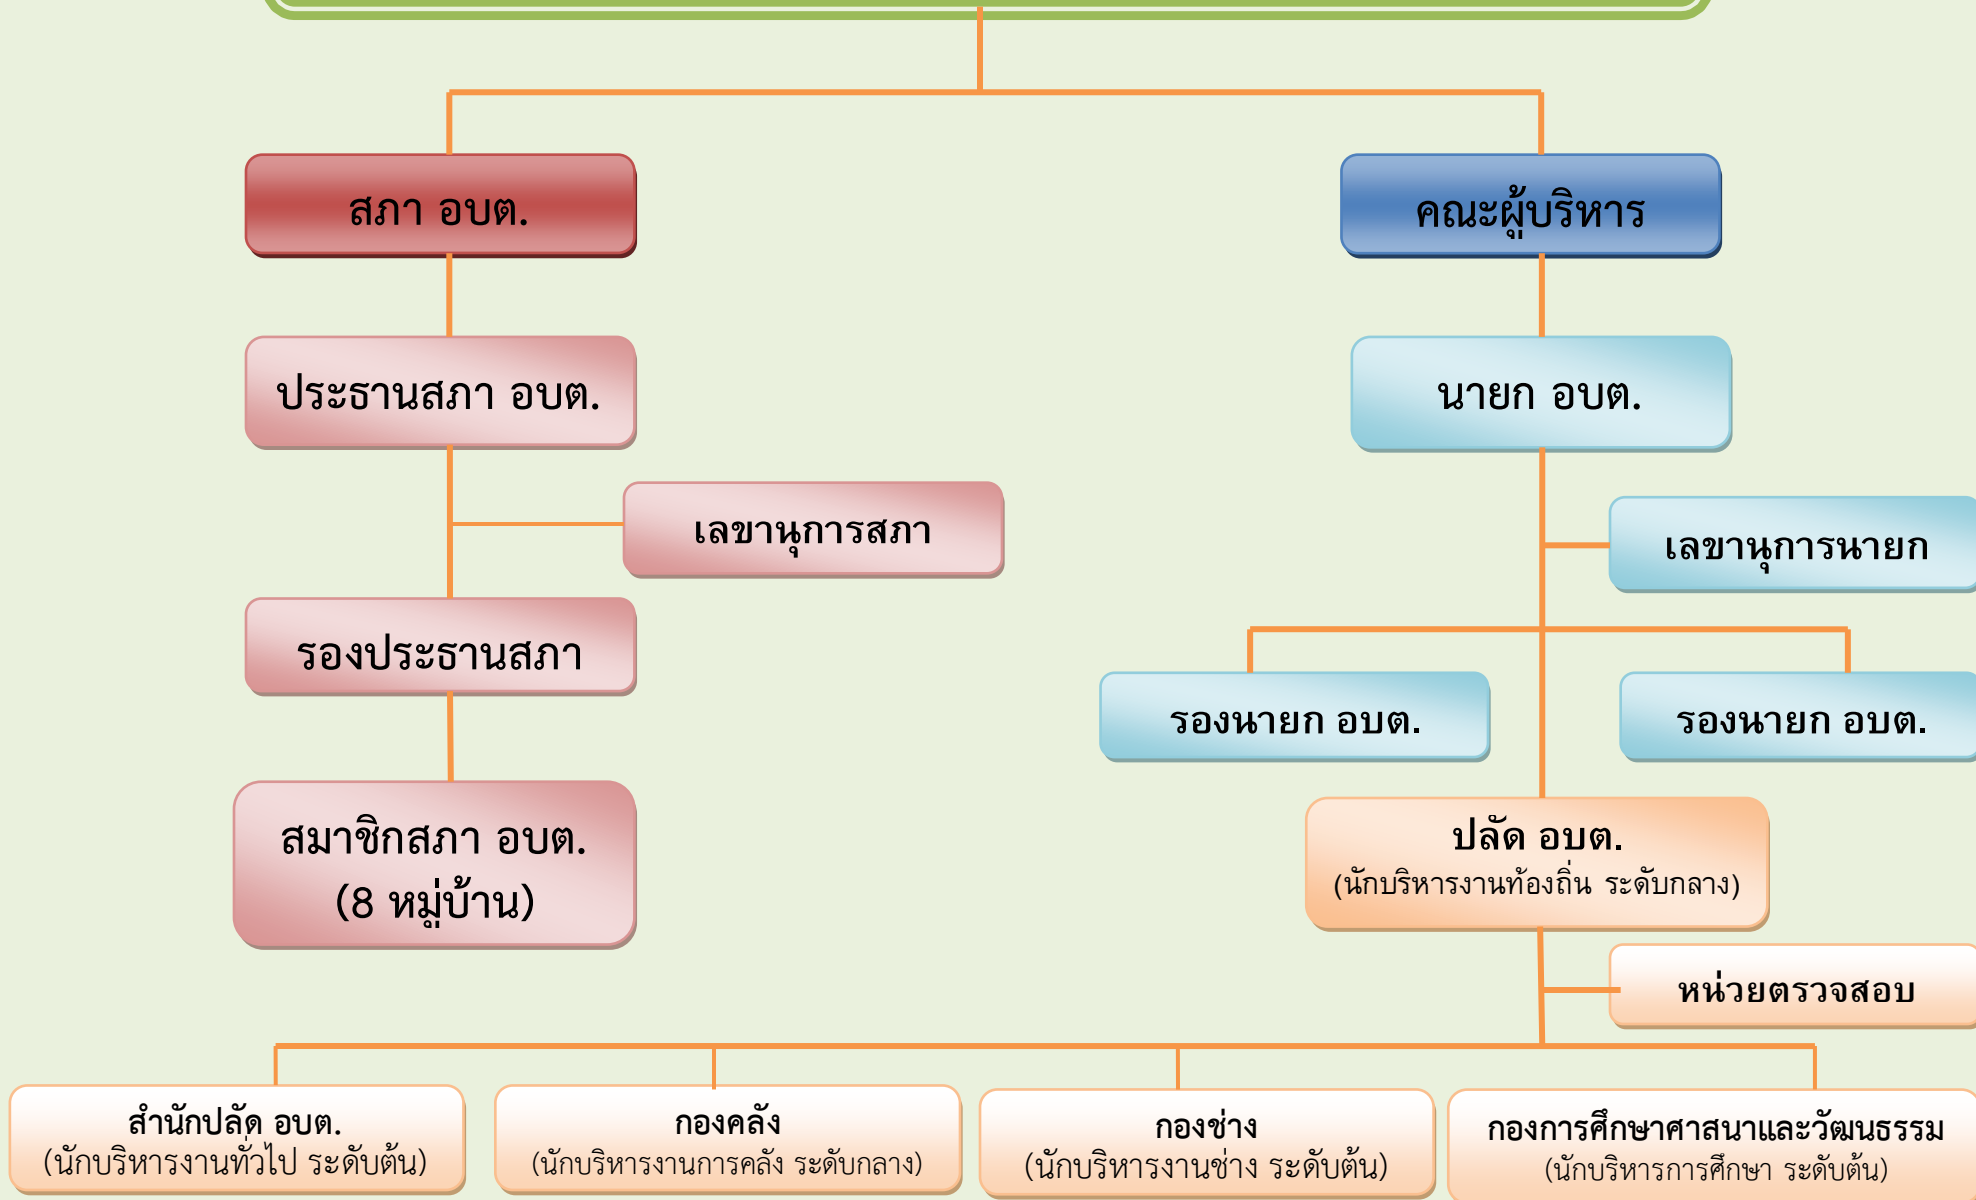 สภา อบต.
คณะผู้บริหาร
ประธานสภา อบต.
นายก อบต.
เลขานุการสภา
เลขานุการนายก
รองประธานสภา
รองนายก อบต.
รองนายก อบต.
สมาชิกสภา อบต.
(8 หมู่บ้าน)
ปลัด อบต.
(นักบริหารงานท้องถิ่น ระดับกลาง)
หน่วยตรวจสอบ
สำนักปลัด อบต.
(นักบริหารงานทั่วไป ระดับต้น)
กองคลัง
(นักบริหารงานการคลัง ระดับกลาง)
กองช่าง
(นักบริหารงานช่าง ระดับต้น)
กองการศึกษาศาสนาและวัฒนธรรม
(นักบริหารการศึกษา ระดับต้น)